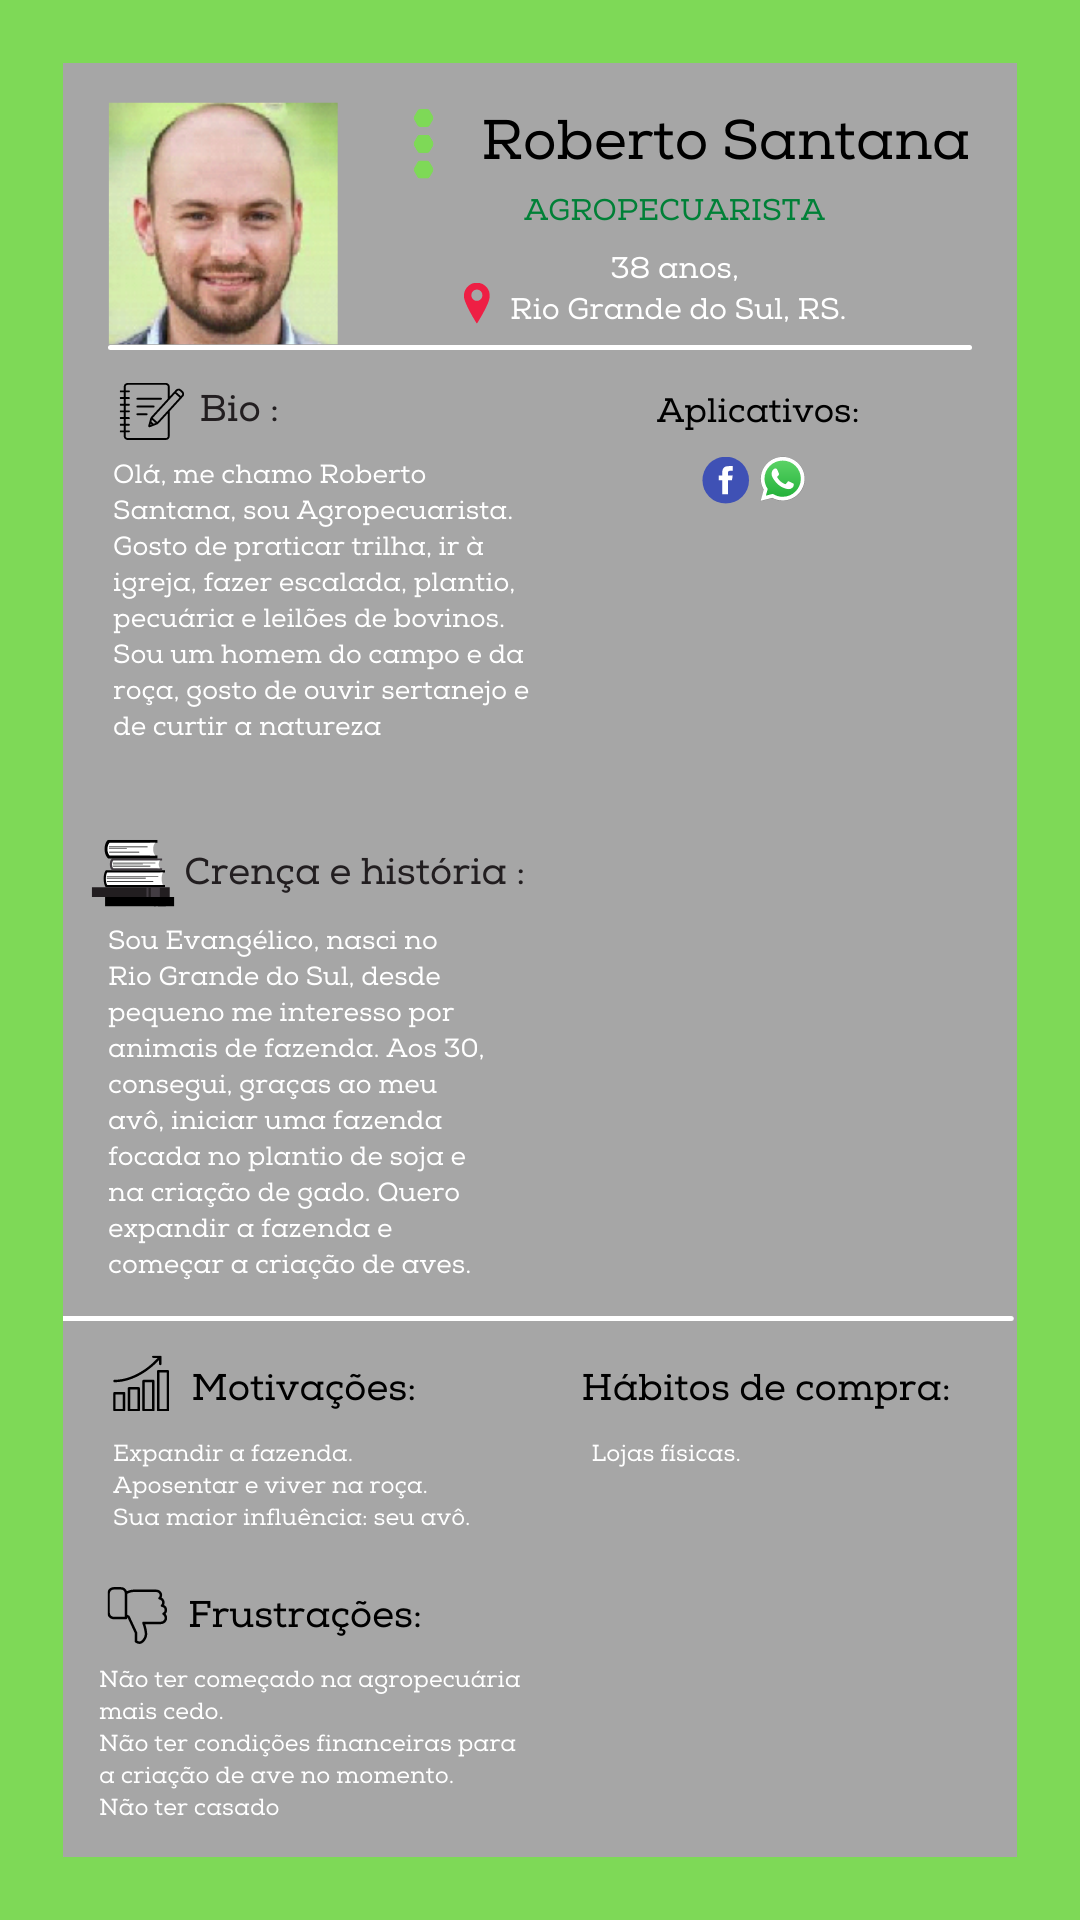 Roberto Santana
AGROPECUARISTA
38 anos,
Rio Grande do Sul, RS.
Bio :
Olá, me chamo Roberto
Santana, sou Agropecuarista.
Gosto de praticar trilha, ir à
igreja, fazer escalada, plantio,
pecuária e leilões de bovinos.
Sou um homem do campo e da
roça, gosto de ouvir sertanejo e
de curtir a natureza
Aplicativos:
Crença e história :
Sou Evangélico, nasci no
Rio Grande do Sul, desde
pequeno me interesso por
animais de fazenda. Aos 30,
consegui, graças ao meu
avô, iniciar uma fazenda
focada no plantio de soja e
na criação de gado. Quero
expandir a fazenda e
começar a criação de aves.
Motivações:
Expandir a fazenda.
Aposentar e viver na roça.
Sua maior influência: seu avô.
Hábitos de compra:
Lojas físicas.
Frustrações:
Não ter começado na agropecuária
mais cedo.
Não ter condições financeiras para
a criação de ave no momento.
Não ter casado